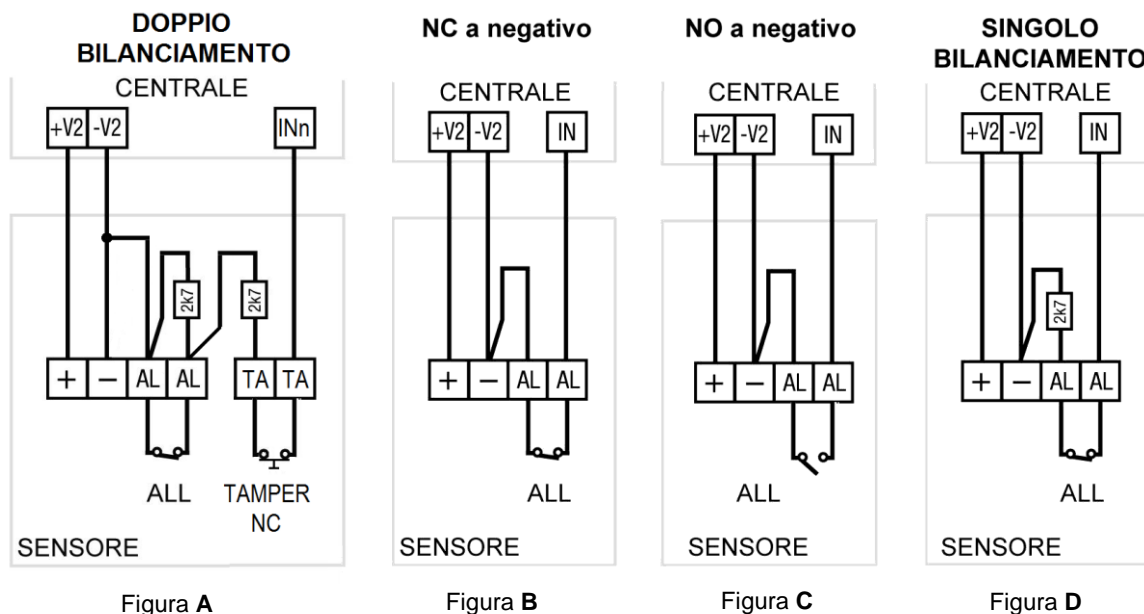 DOPPIO
BILANCIAMENTO
CENTRALE
+V2 -V2 INn
2k7 2k7
+ – AL AL TA TA
ALL TAMPER
NC
SENSORE
Figura A
NC a negativo
CENTRALE
+V2 -V2 IN
+ – AL AL
ALL
SENSORE
Figura B
NO a negativo
CENTRALE
+V2 -V2 IN
+ – AL AL
ALL
SENSORE
Figura C
SINGOLO
BILANCIAMENTO
CENTRALE
+V2 -V2 IN
2k7
+ – AL AL
ALL
SENSORE
Figura D